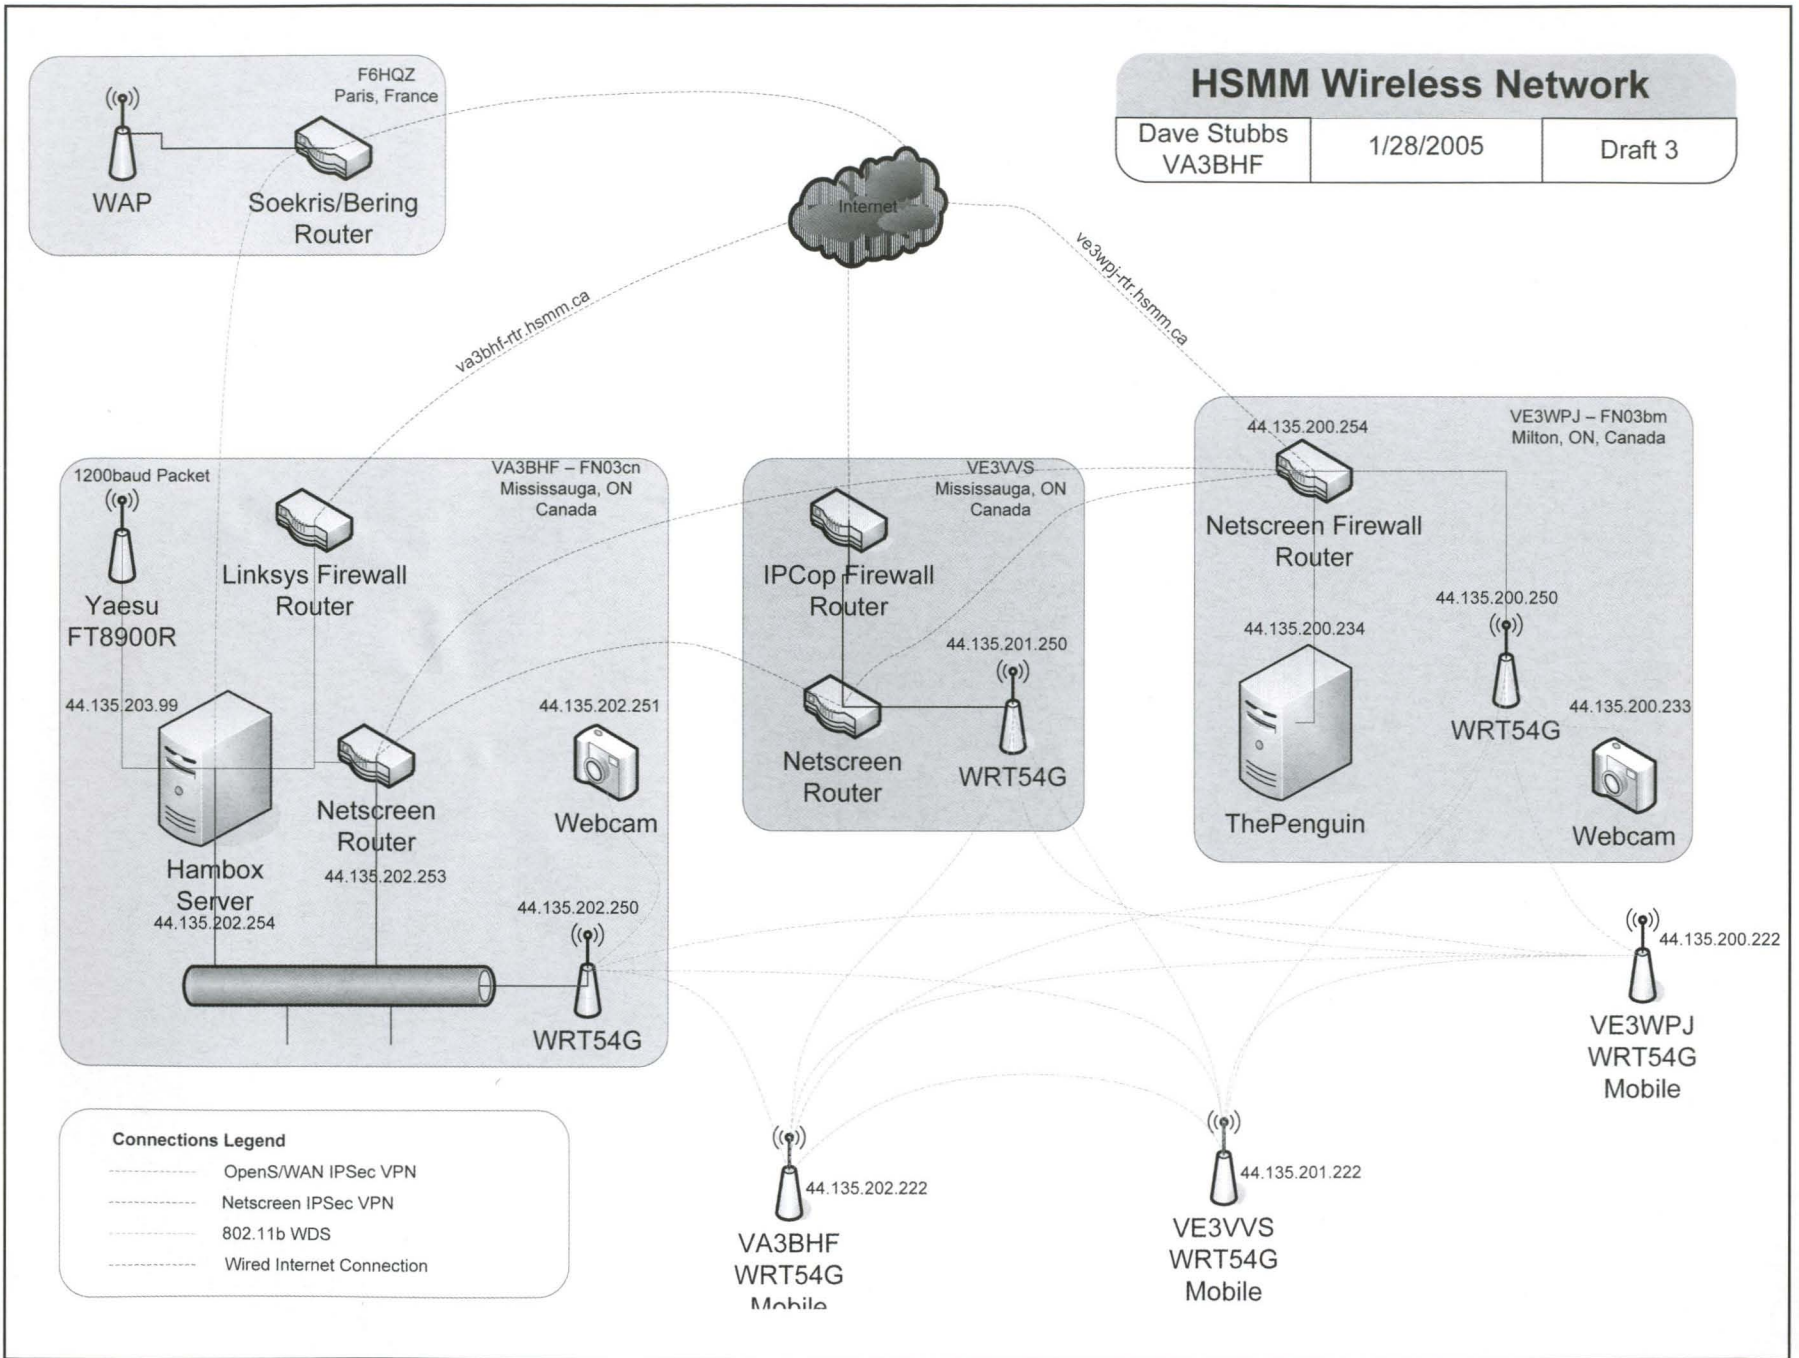 F6HQZ
Paris, France
WAP
Soekris/Bering
Router
HSMM Wireless Network
Dave Stubbs
VA3BHF
1/28/2005
Draft 3
Internet
va3bhf-rtr.hsmm.ca
ve3wpj-rtr.hsmm.ca
1200baud Packet
VA3BHF – FN03cn
Mississauga, ON
Canada
Yaesu
FT8900R
Linksys Firewall
Router
44.135.203.99
Hambox
Server
44.135.202.254
Netscreen
Router
44.135.202.253
44.135.202.251
Webcam
44.135.202.250
WRT54G
VE3VVS
Mississauga, ON
Canada
IPCop Firewall
Router
44.135.201.250
Netscreen
Router
WRT54G
VE3WPJ – FN03bm
Milton, ON, Canada
44.135.200.254
Netscreen Firewall
Router
44.135.200.250
44.135.200.234
WRT54G
44.135.200.233
ThePenguin
Webcam
44.135.200.222
VE3WPJ
WRT54G
Mobile
Connections Legend
OpenS/WAN IPSec VPN
Netscreen IPSec VPN
802.11b WDS
Wired Internet Connection
44.135.202.222
VA3BHF
WRT54G
Mobile
44.135.201.222
VE3VVS
WRT54G
Mobile